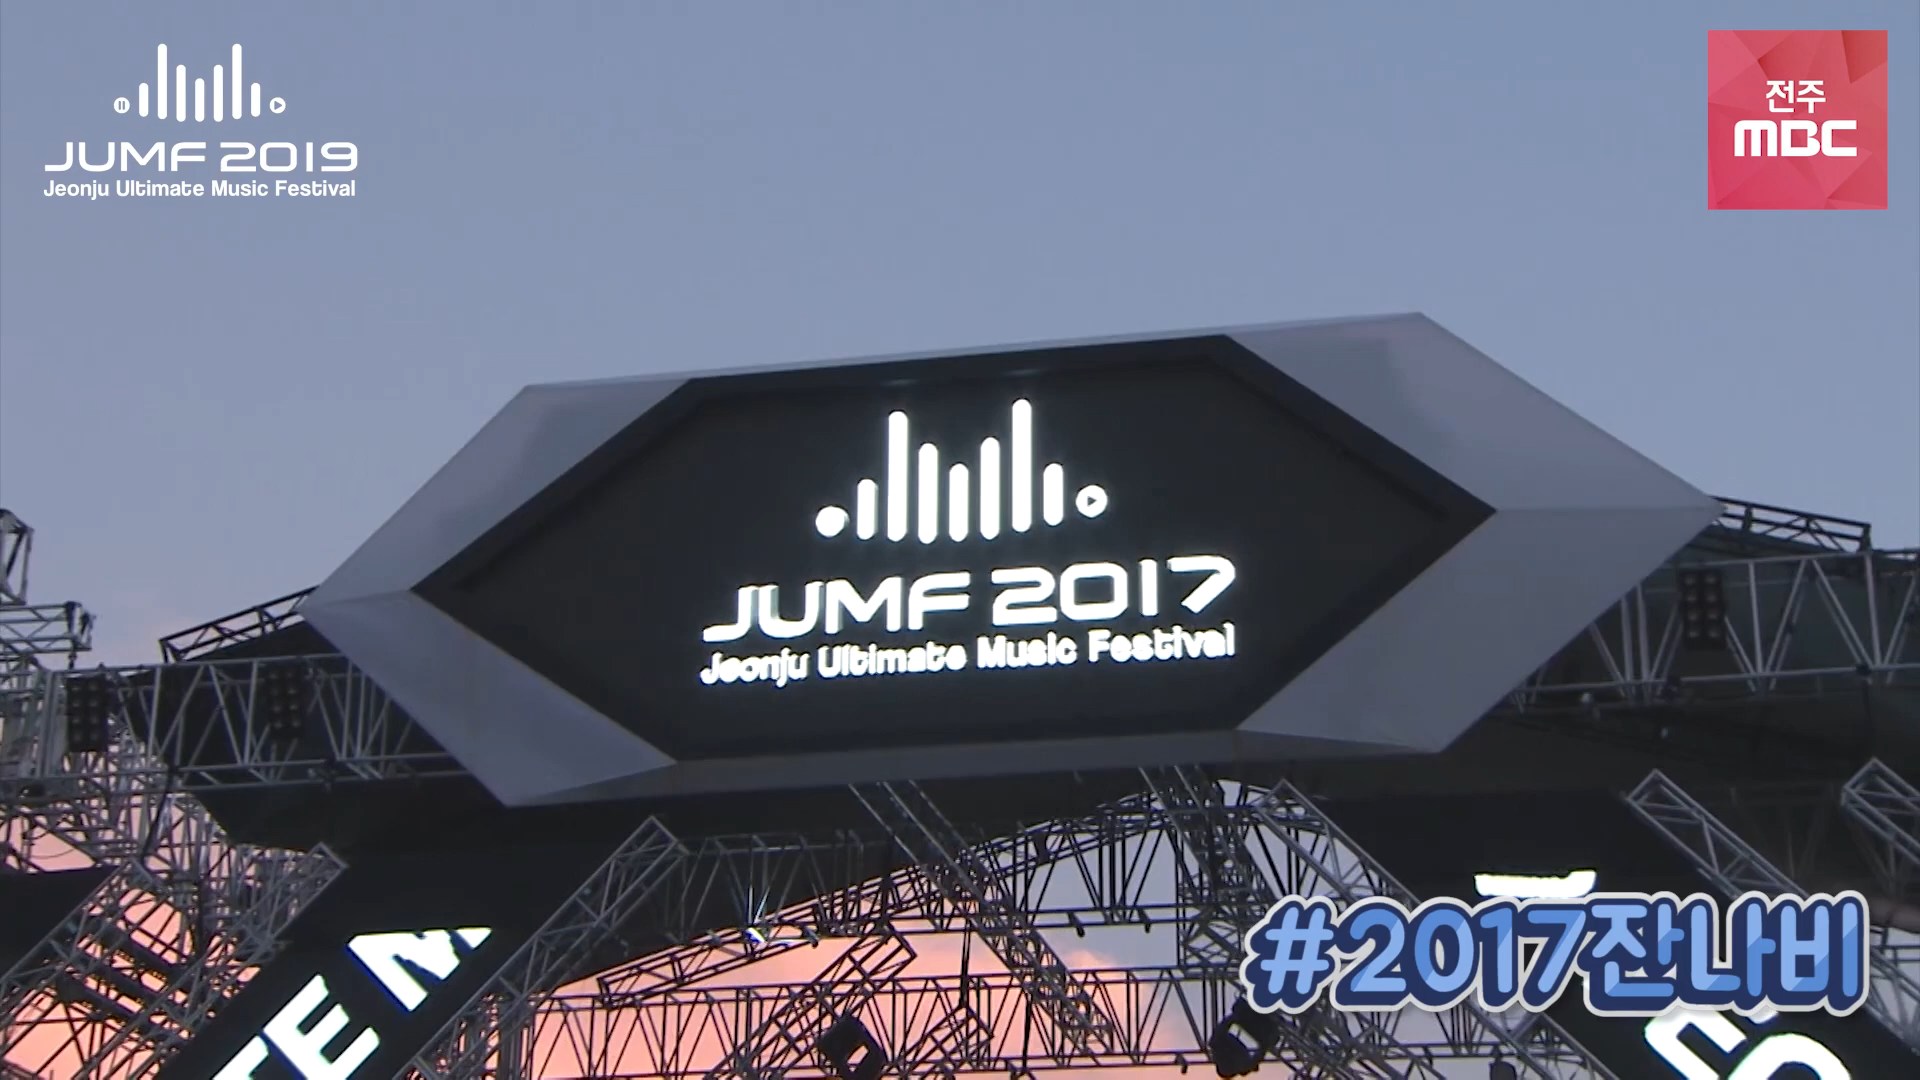 JUMF 2019
Jeonju Ultimate Music Festival
전주
MBC
JUMF 2017
Jeonju Ultimate Music Festival
TE M
#2017잔나비